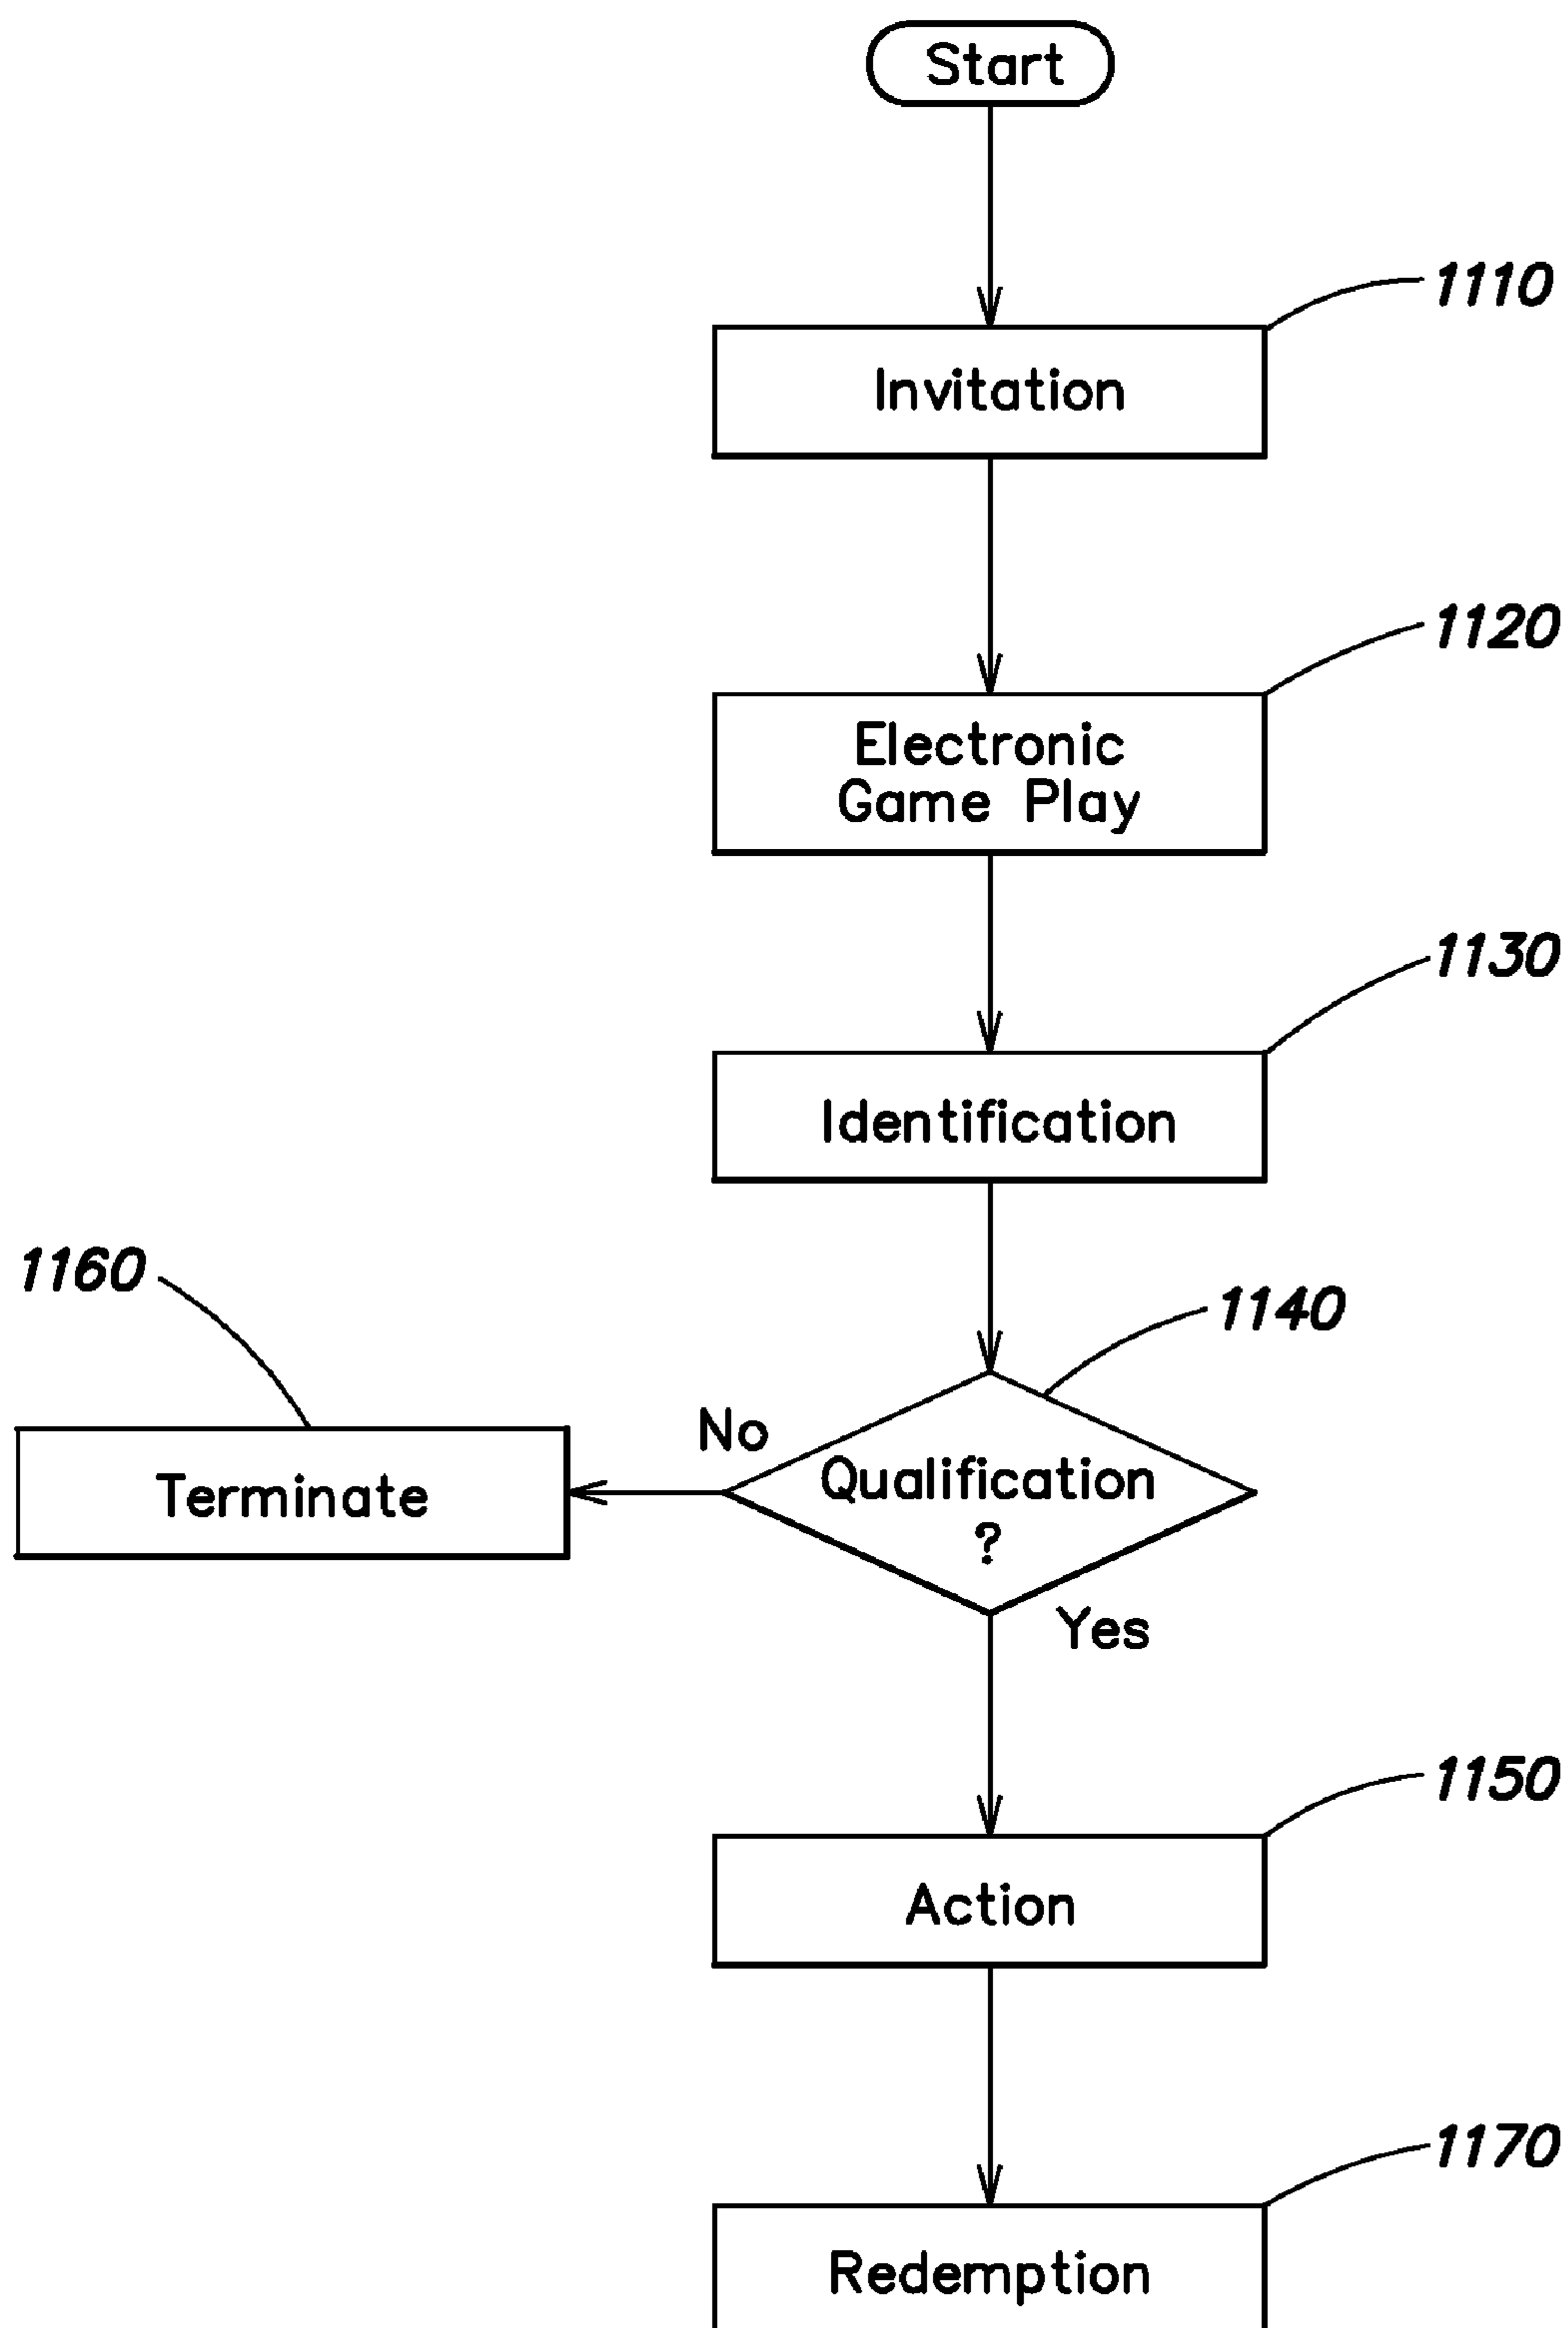 Start
1110
Invitation
1120
Electronic
Game Play
1130
Identification
1160
1140
No
Qualification
?
Terminate
Yes
1150
Action
1170
Redemption